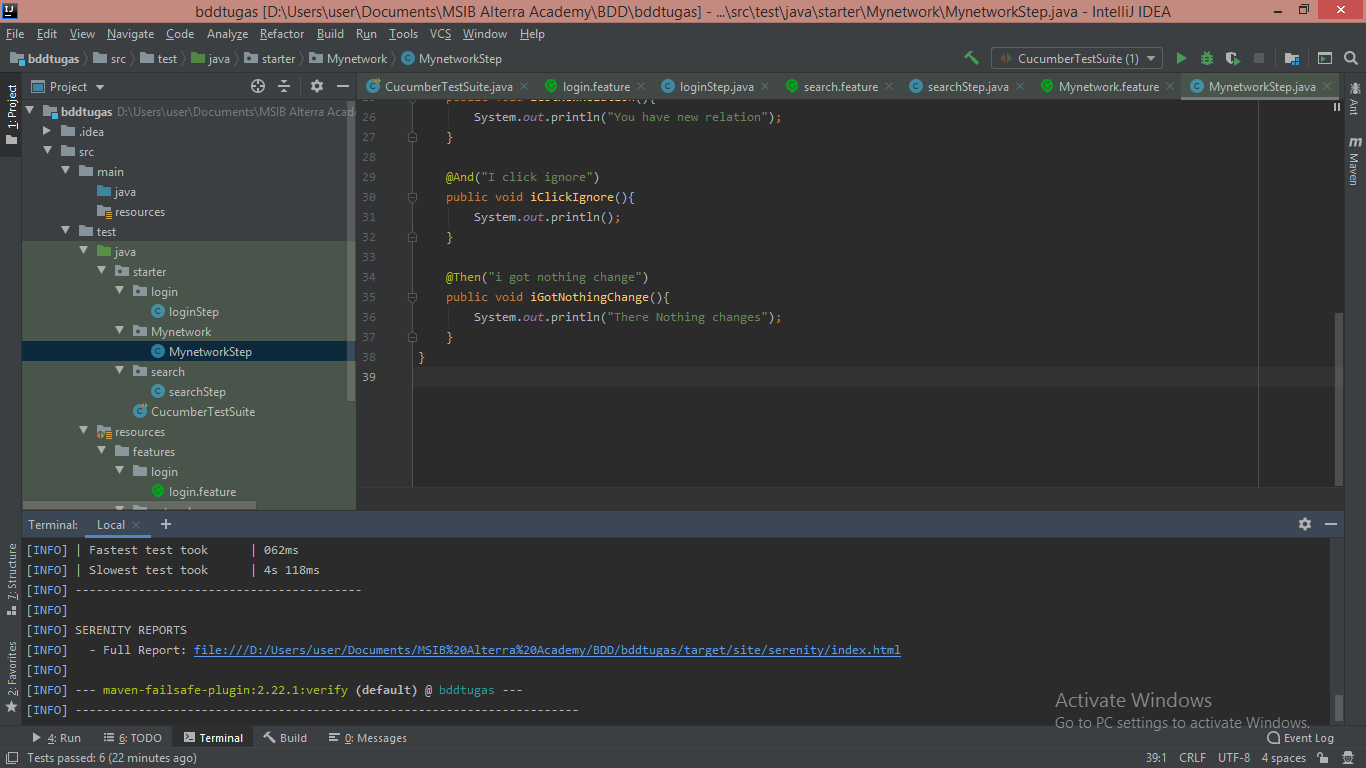 bddtugas [D:\Users\user\Documents\MSIB Alterra Academy\BDD\bddtugas] - ...\src\test\java\starter\Mynetwork\MynetworkStep.java - IntelliJ IDEA
File Edit View Navigate Code Analyze Refactor Build Run Tools VCS Window Help
bddtugas src test java starter Mynetwork MynetworkStep
CucumberTestSuite (1)
1: Project
Project
CucumberTestSuite.java login.feature loginStep.java search.feature searchStep.java Mynetwork.feature MynetworkStep.java
Ant
Maven
bddtugas D:\Users\user\Documents\MSIB Alterra Acad
.idea
src
main
java
resources
test
java
starter
login
loginStep
Mynetwork
MynetworkStep
search
searchStep
CucumberTestSuite
resources
features
login
login.feature
26 System.out.println("You have new relation");
27 }
28
29 @And("I click ignore")
30 public void iClickIgnore(){
31 System.out.println();
32 }
33
34 @Then("i got nothing change")
35 public void iGotNothingChange(){
36 System.out.println("There Nothing changes");
37 }
38 }
39
Terminal: Local +
[INFO] | Fastest test took | 062ms
[INFO] | Slowest test took | 4s 118ms
[INFO] -----------------------------------------
[INFO]
[INFO] SERENITY REPORTS
[INFO] - Full Report: file:///D:/Users/user/Documents/MSIB%20Alterra%20Academy/BDD/bddtugas/target/site/serenity/index.html
[INFO]
[INFO] --- maven-failsafe-plugin:2.22.1:verify (default) @ bddtugas ---
[INFO] ------------------------------------------------------------------------
7: Structure
2: Favorites
Activate Windows
Go to PC settings to activate Windows.
4: Run 6: TODO Terminal Build 0: Messages Event Log
Tests passed: 6 (22 minutes ago) 39:1 CRLF UTF-8 4 spaces